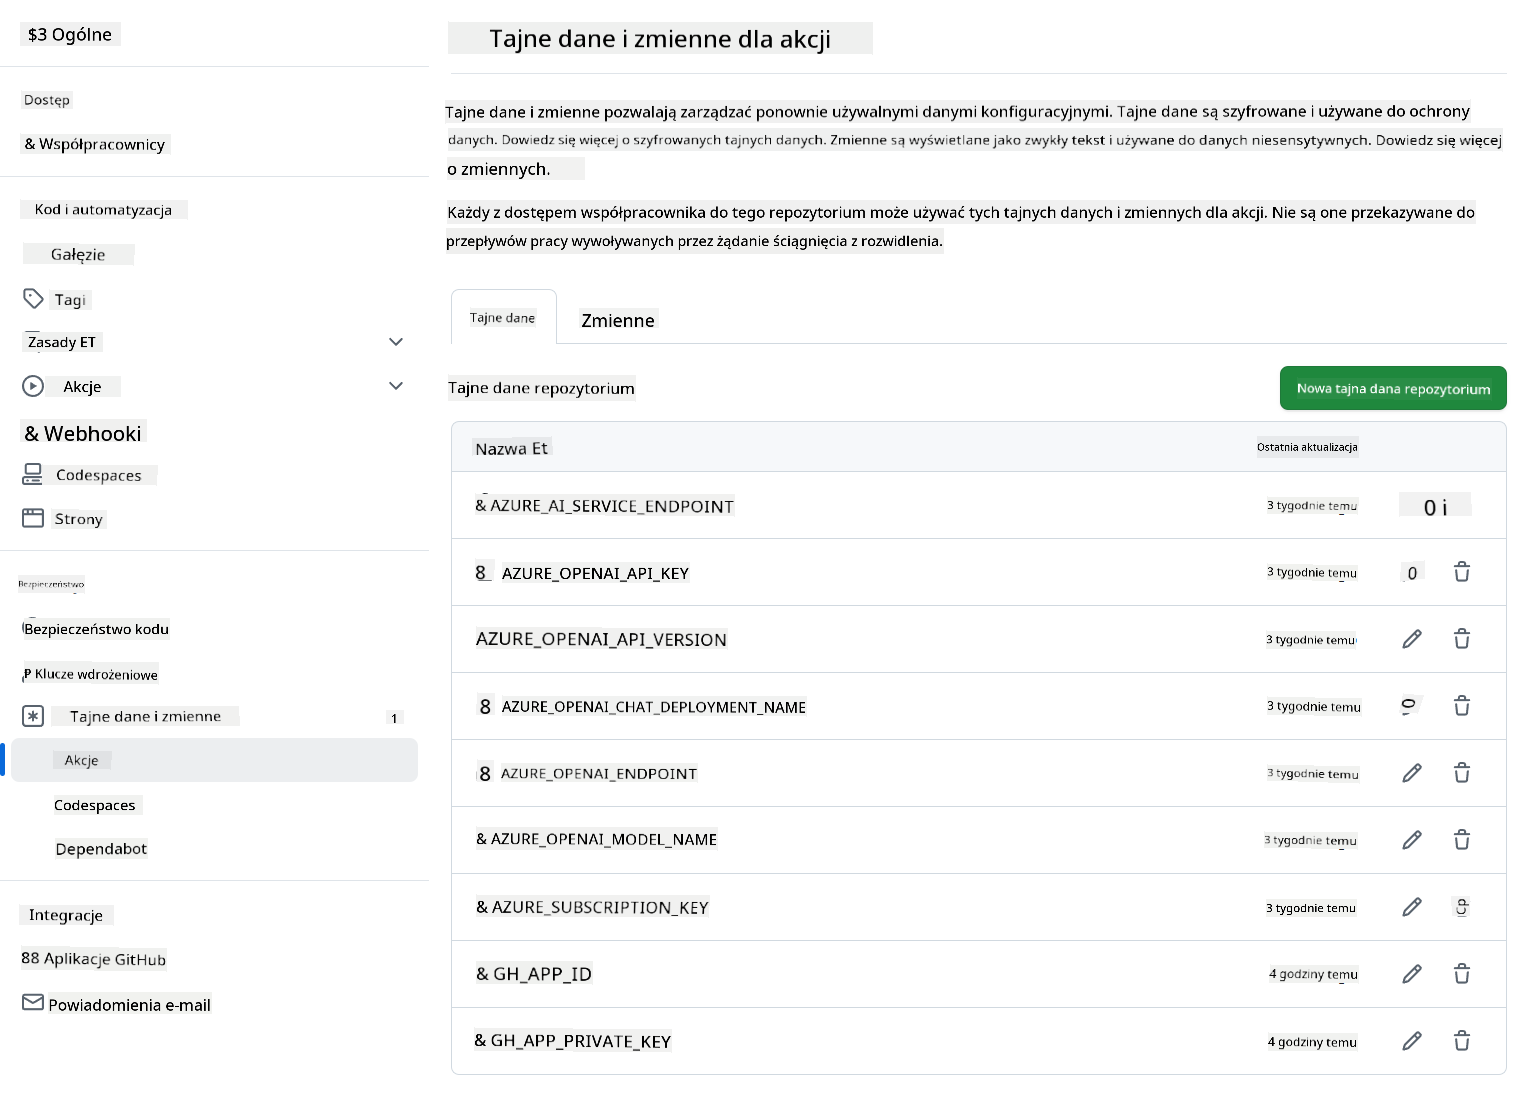 $3 Ogólne
Dostęp
& Współpracownicy
Kod i automatyzacja
Gałęzie
Tagi
Zasady ET
Akcje
& Webhooki
Codespaces
Strony
Bezpieczeństwo
Bezpieczeństwo kodu
₽ Klucze wdrożeniowe
Tajne dane i zmienne 1
Akcje
Codespaces
Dependabot
Integracje
88 Aplikacje GitHub
Powiadomienia e-mail
Tajne dane i zmienne dla akcji
Tajne dane i zmienne pozwalają zarządzać ponownie używalnymi danymi konfiguracyjnymi. Tajne dane są szyfrowane i używane do ochrony
danych. Dowiedz się więcej o szyfrowanych tajnych danych. Zmienne są wyświetlane jako zwykły tekst i używane do danych niesensytywnych. Dowiedz się więcej
o zmiennych.
Każdy z dostępem współpracownika do tego repozytorium może używać tych tajnych danych i zmiennych dla akcji. Nie są one przekazywane do
przepływów pracy wywoływanych przez żądanie ściągnięcia z rozwidlenia.
Tajne dane Zmienne
Tajne dane repozytorium Nowa tajna dana repozytorium
Nazwa Et Ostatnia aktualizacja
& AZURE_AI_SERVICE_ENDPOINT 3 tygodnie temu 0 i
8 AZURE_OPENAI_API_KEY 3 tygodnie temu 0
AZURE_OPENAI_API_VERSION 3 tygodnie temu
8 AZURE_OPENAI_CHAT_DEPLOYMENT_NAME 3 tygodnie temu
8 AZURE_OPENAI_ENDPOINT 3 tygodnie temu
& AZURE_OPENAI_MODEL_NAME 3 tygodnie temu
& AZURE_SUBSCRIPTION_KEY 3 tygodnie temu
& GH_APP_ID 4 godziny temu
& GH_APP_PRIVATE_KEY 4 godziny temu